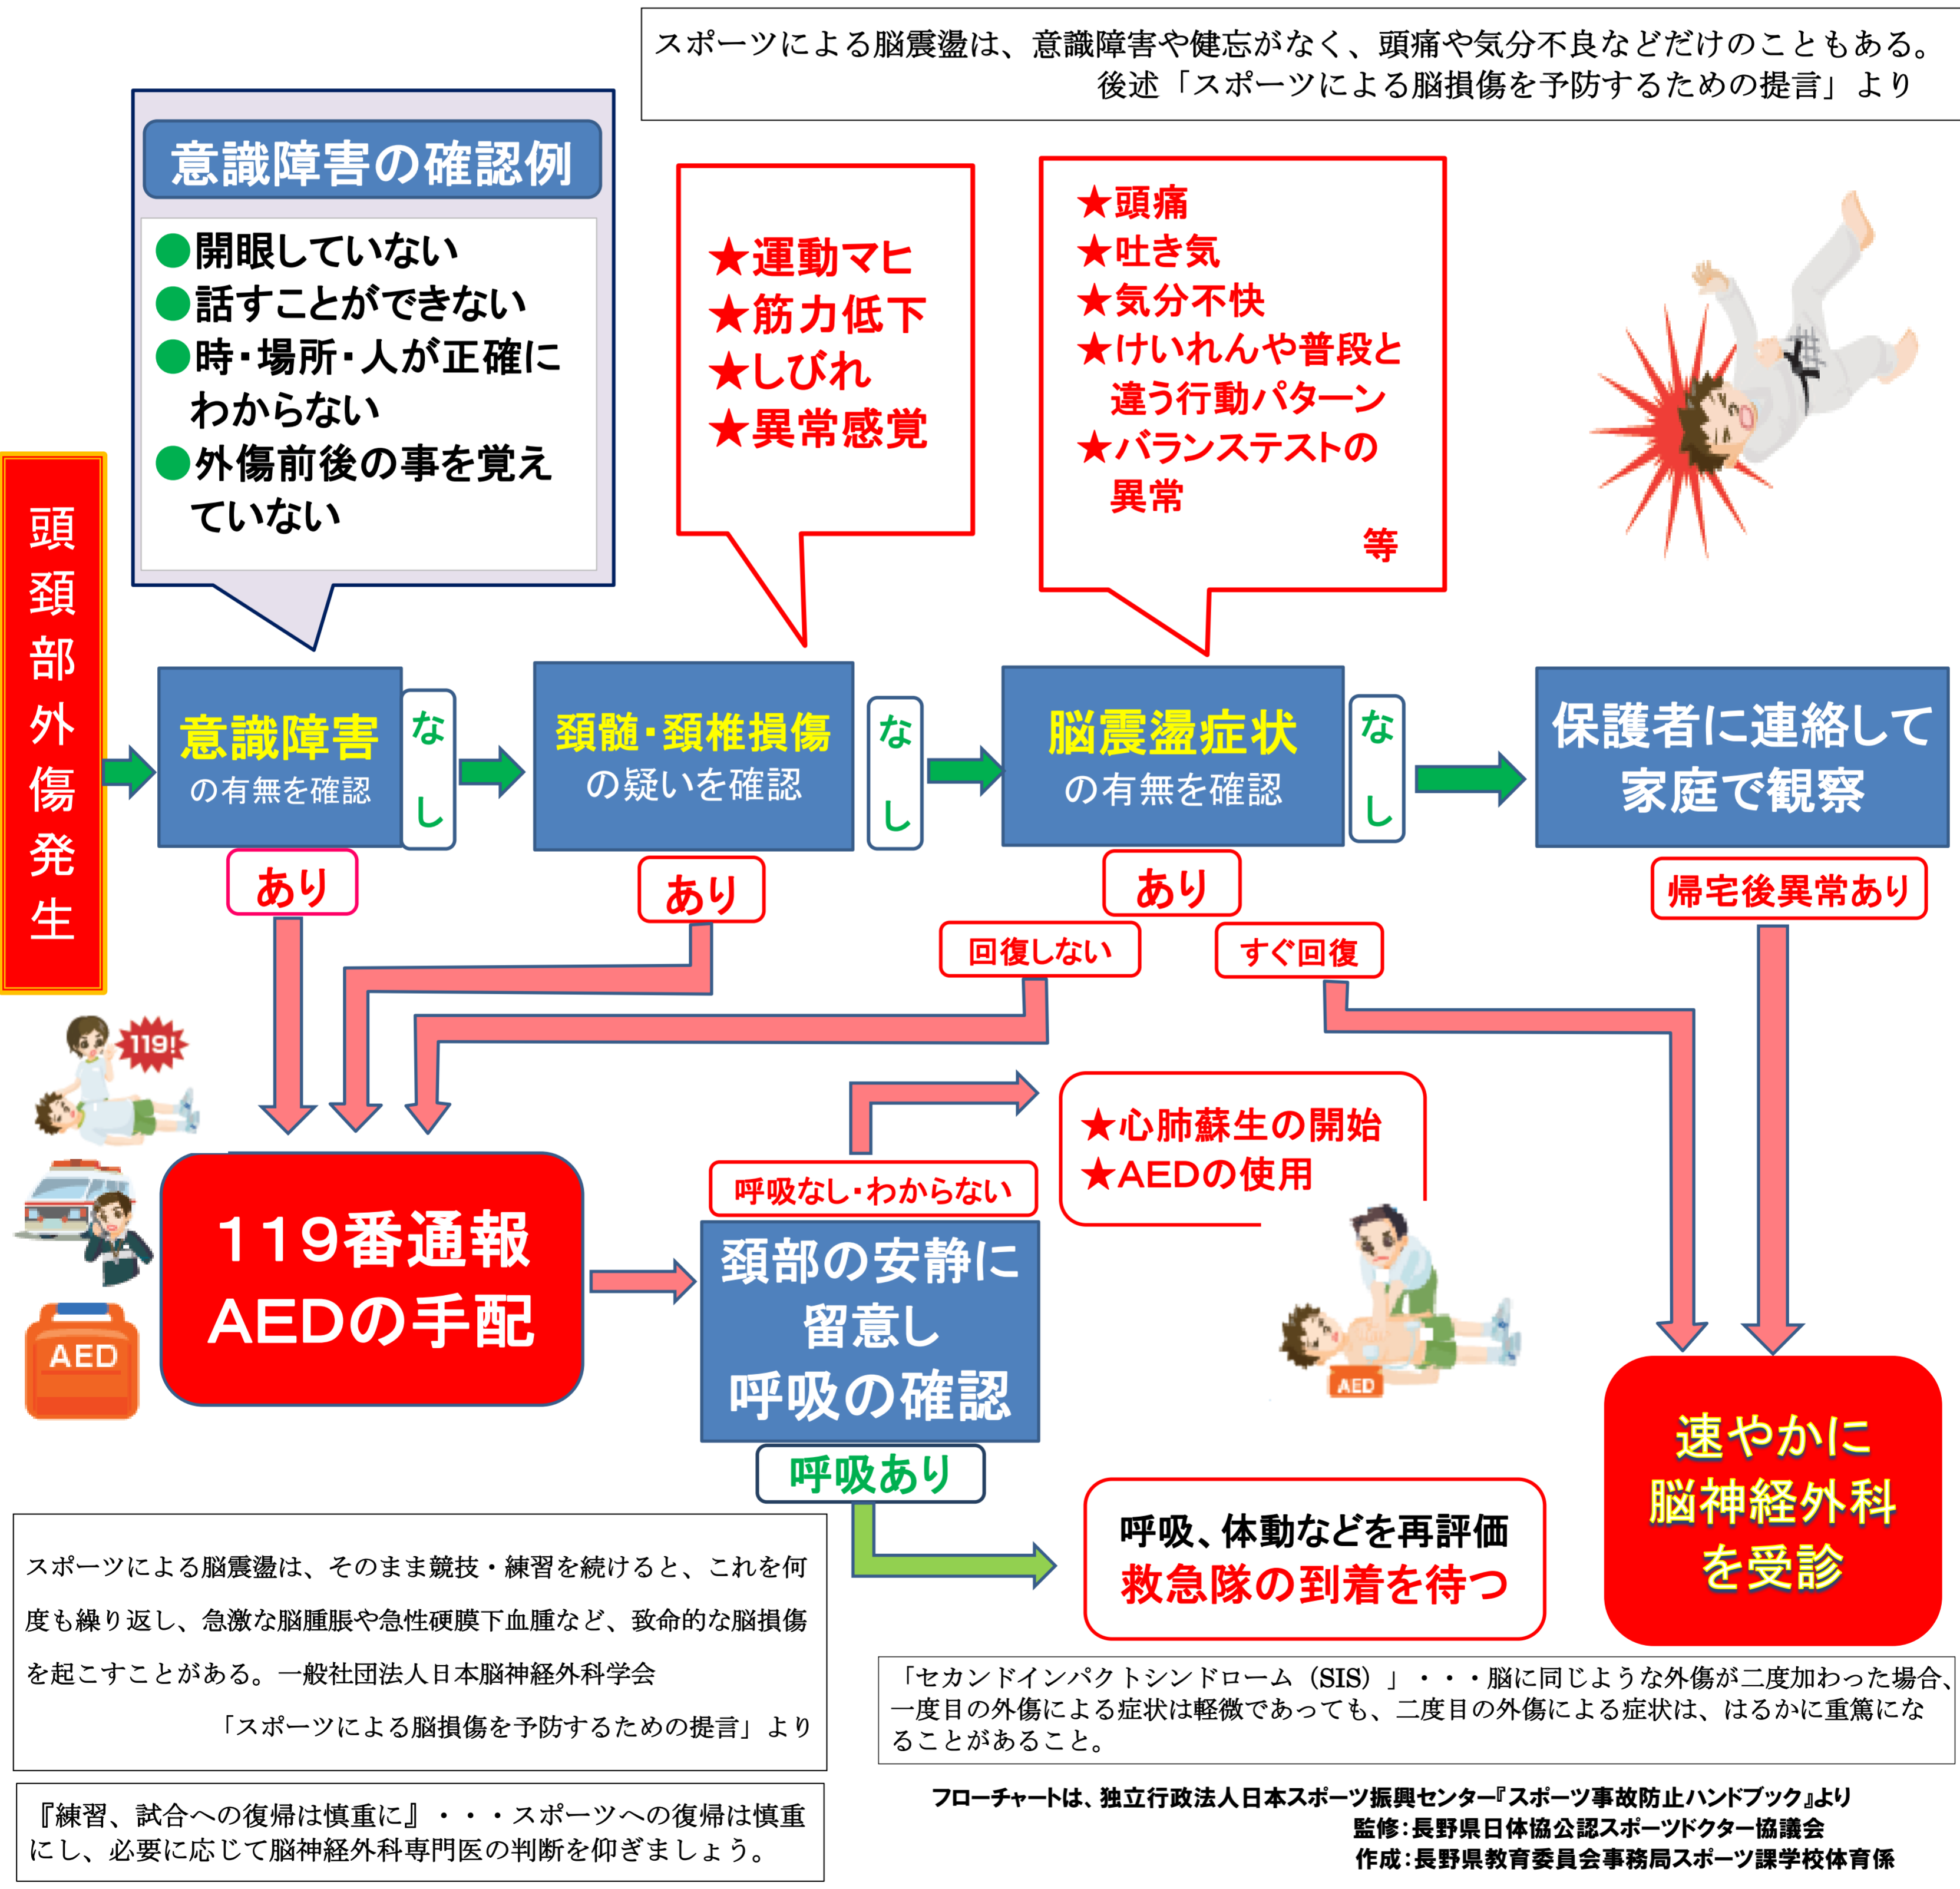 スポーツによる脳震盪は、意識障害や健忘がなく、頭痛や気分不良などだけのこともある。
後述「スポーツによる脳損傷を予防するための提言」より
意識障害の確認例
●開眼していない
●話すことができない
●時・場所・人が正確に
わからない
●外傷前後の事を覚え
ていない
★運動マヒ
★筋力低下
★しびれ
★異常感覚
★頭痛
★吐き気
★気分不快
★けいれんや普段と
違う行動パターン
★バランステストの
異常
等
頭頚部外傷発生
意識障害
の有無を確認
なし
頚髄・頚椎損傷
の疑いを確認
なし
脳震盪症状
の有無を確認
なし
保護者に連絡して
家庭で観察
あり
あり
あり
帰宅後異常あり
回復しない
すぐ回復
119!
★心肺蘇生の開始
★AEDの使用
呼吸なし・わからない
119番通報
AEDの手配
頚部の安静に
留意し
呼吸の確認
AED
AED
呼吸あり
速やかに
脳神経外科
を受診
呼吸、体動などを再評価
救急隊の到着を待つ
スポーツによる脳震盪は、そのまま競技・練習を続けると、これを何
度も繰り返し、急激な脳腫脹や急性硬膜下血腫など、致命的な脳損傷
を起こすことがある。一般社団法人日本脳神経外科学会
「スポーツによる脳損傷を予防するための提言」より
「セカンドインパクトシンドローム（SIS）」・・・脳に同じような外傷が二度加わった場合、
一度目の外傷による症状は軽微であっても、二度目の外傷による症状は、はるかに重篤にな
ることがあること。
『練習、試合への復帰は慎重に』・・・スポーツへの復帰は慎重
にし、必要に応じて脳神経外科専門医の判断を仰ぎましょう。
フローチャートは、独立行政法人日本スポーツ振興センター『スポーツ事故防止ハンドブック』より
監修：長野県日体協公認スポーツドクター協議会
作成：長野県教育委員会事務局スポーツ課学校体育係